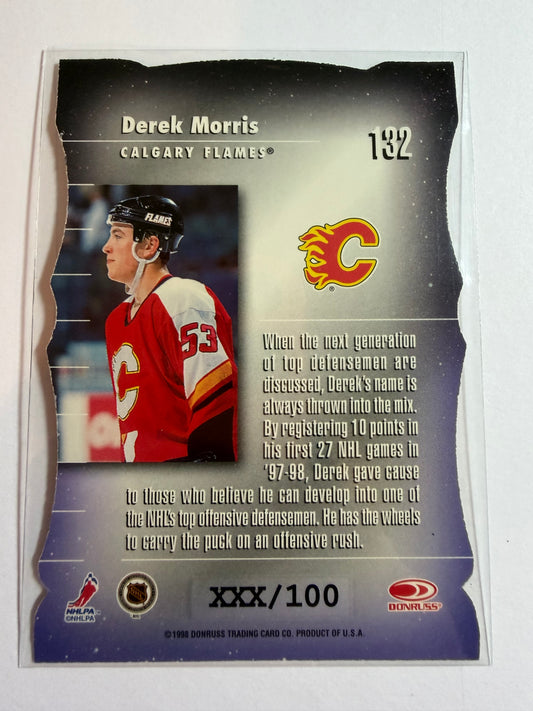 Derek Morris
CALGARY FLAMES®
132
FLAMES
53
C
C
®
When the next generation
of top defensemen are
discussed, Derek's name is
always thrown into the mix.
By registering 10 points in
his first 27 NHL games in
'97-98, Derek gave cause
to those who believe he can develop into one of
the NHL's top offensive defensemen. He has the wheels
to carry the puck on an offensive rush.
XXX/100
NHLPA™
©NHLPA
NHL
DONRUSS®
©1998 DONRUSS TRADING CARD CO. PRODUCT OF U.S.A.